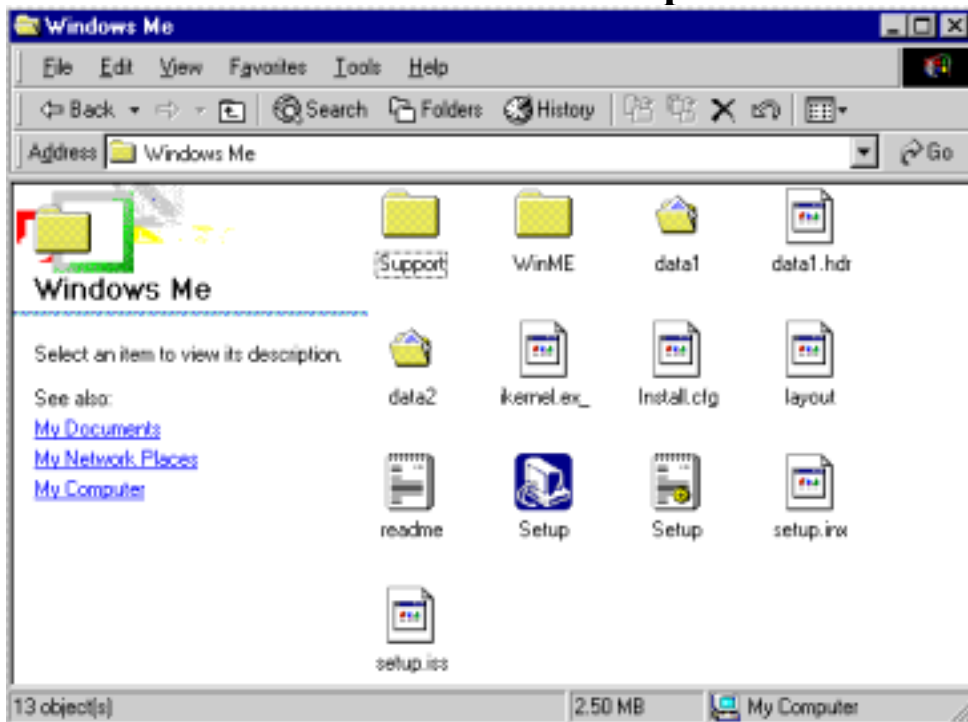 Windows Me
File Edit View Favorites Tools Help
Back Search Folders History
Address Windows Me Go
Windows Me
Select an item to view its description.
See also:
My Documents
My Network Places
My Computer
Support WinME data1 data1.hdr
data2 ikernel.ex_ Install.cfg layout
readme Setup Setup setup.inx
setup.iss
13 object(s) 2.50 MB My Computer